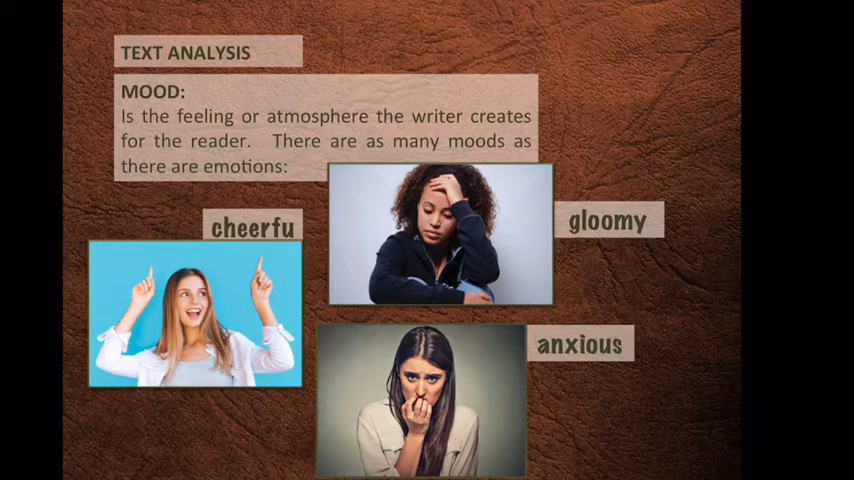 TEXT ANALYSIS
MOOD:
Is the feeling or atmosphere the writer creates
for the reader. There are as many moods as
there are emotions:
cheerfu
gloomy
anxious